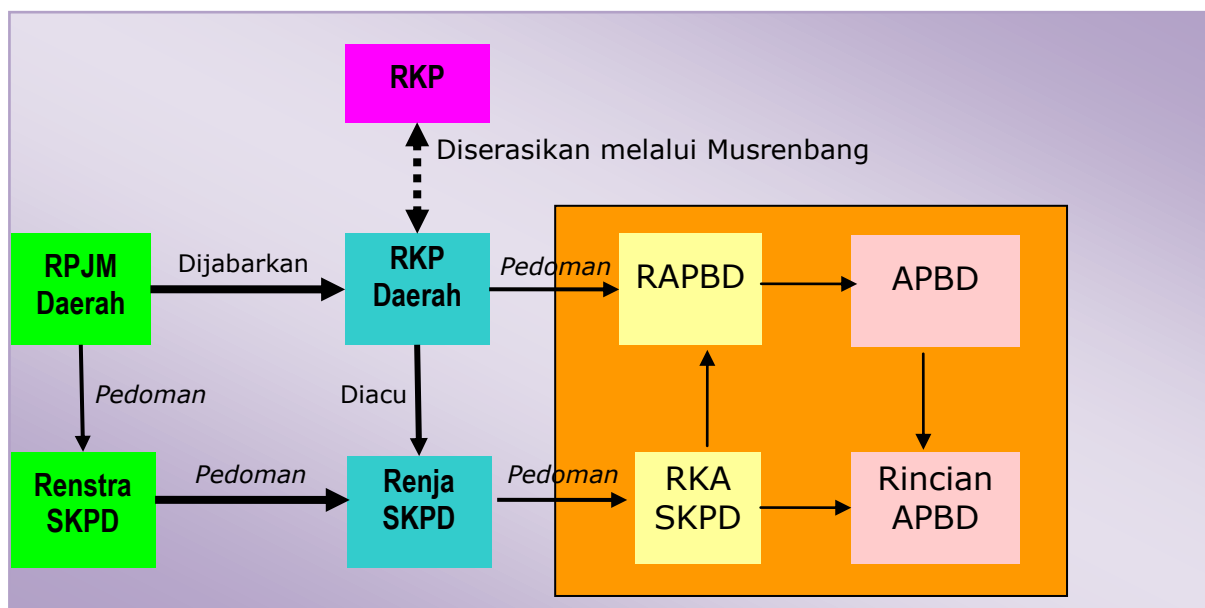 RKP
Diserasikan melalui Musrenbang
RPJM
Daerah
Dijabarkan
RKP
Daerah
Pedoman
RAPBD
APBD
Pedoman
Diacu
Renstra
SKPD
Pedoman
Renja
SKPD
Pedoman
RKA
SKPD
Rincian
APBD